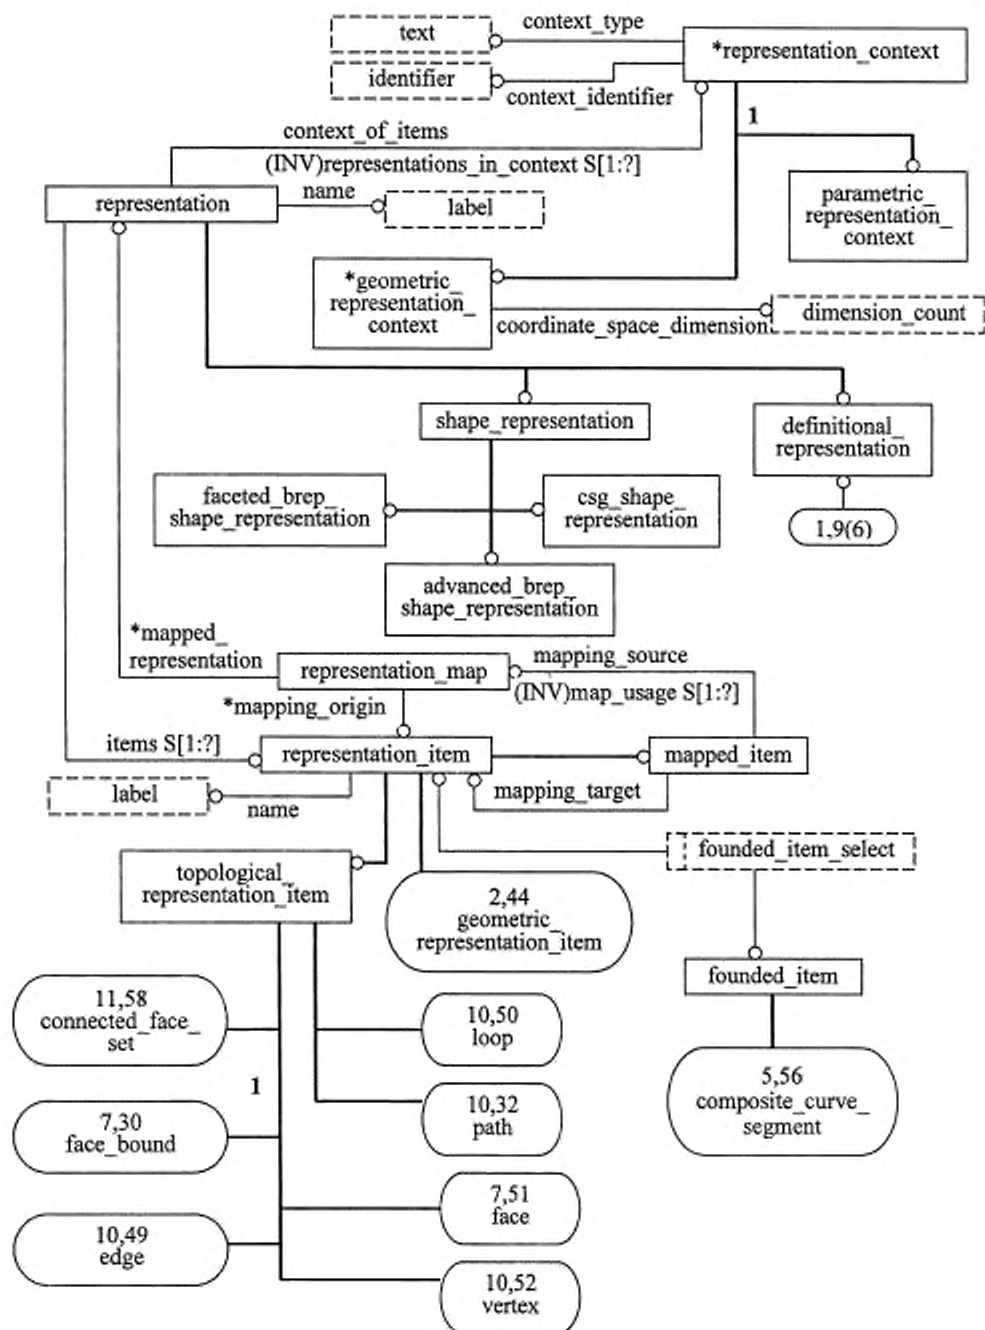 text
context_type
*representation_context
identifier
context_identifier
1
context_of_items
(INV)representations_in_context S[1:?]
name
representation
label
parametric_
representation_
context
*geometric_
representation_
context
coordinate_space_dimension
dimension_count
shape_representation
definitional_
representation
faceted_brep_
shape_representation
csg_shape_
representation
1,9(6)
advanced_brep_
shape_representation
*mapped_
representation
representation_map
mapping_source
(INV)map_usage S[1:?]
*mapping_origin
items S[1:?]
representation_item
mapped_item
label
name
mapping_target
founded_item_select
topological_
representation_item
2,44
geometric_
representation_item
founded_item
11,58
connected_face_
set
10,50
loop
1
5,56
composite_curve_
segment
7,30
face_bound
10,32
path
7,51
face
10,49
edge
10,52
vertex